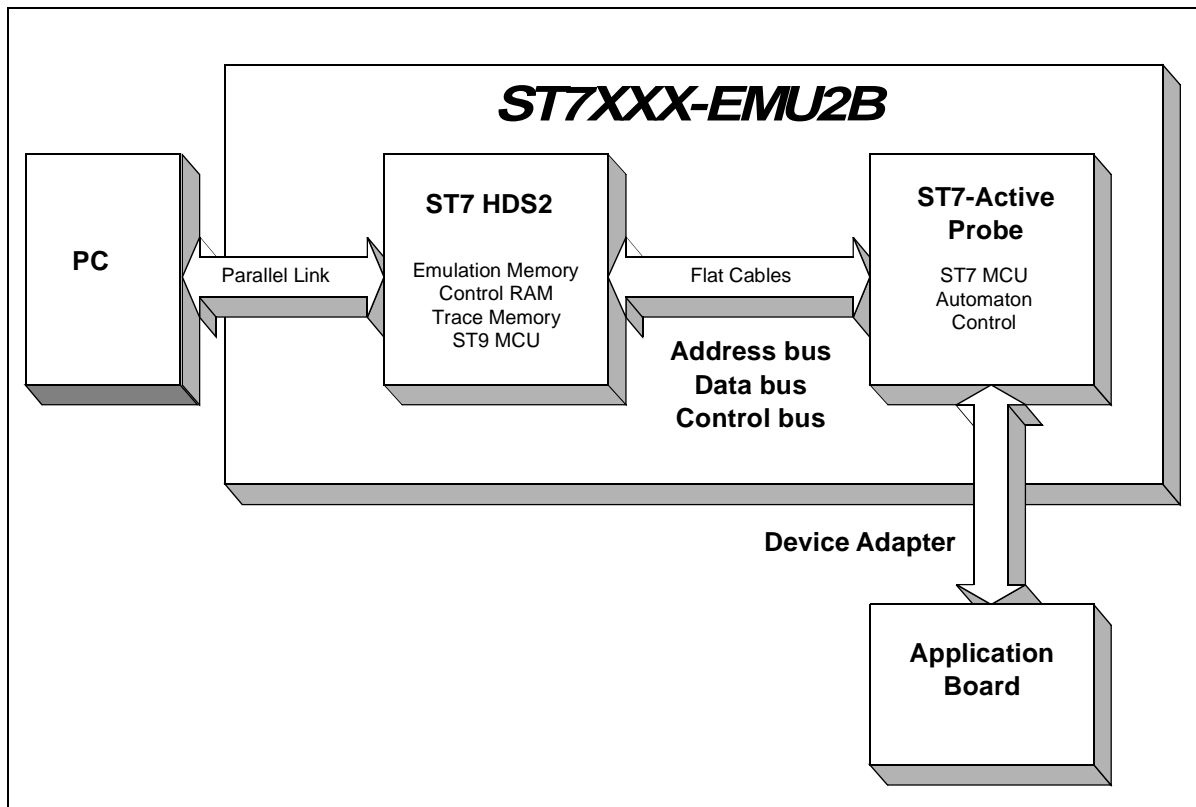 ST7XXX-EMU2B
PC
Parallel Link
ST7 HDS2
Emulation Memory
Control RAM
Trace Memory
ST9 MCU
Flat Cables
Address bus
Data bus
Control bus
ST7-Active
Probe
ST7 MCU
Automaton
Control
Device Adapter
Application
Board